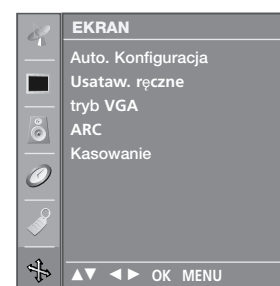 EKRAN
Auto. Konfiguracja
Usataw. ręczne
tryb VGA
ARC
Kasowanie
▲▼ ◄► OK MENU